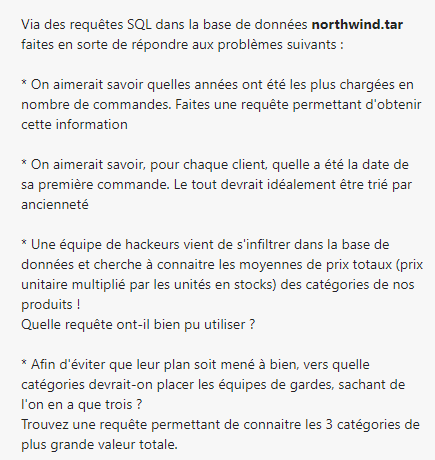 Via des requêtes SQL dans la base de données northwind.tar
faites en sorte de répondre aux problèmes suivants :
* On aimerait savoir quelles années ont été les plus chargées en
nombre de commandes. Faites une requête permettant d'obtenir
cette information
* On aimerait savoir, pour chaque client, quelle a été la date de
sa première commande. Le tout devrait idéalement être trié par
ancienneté
* Une équipe de hackeurs vient de s'infiltrer dans la base de
données et cherche à connaitre les moyennes de prix totaux (prix
unitaire multiplié par les unités en stocks) des catégories de nos
produits !
Quelle requête ont-il bien pu utiliser ?
* Afin d'éviter que leur plan soit mené à bien, vers quelle
catégories devrait-on placer les équipes de gardes, sachant de
l'on en a que trois ?
Trouvez une requête permettant de connaitre les 3 catégories de
plus grande valeur totale.